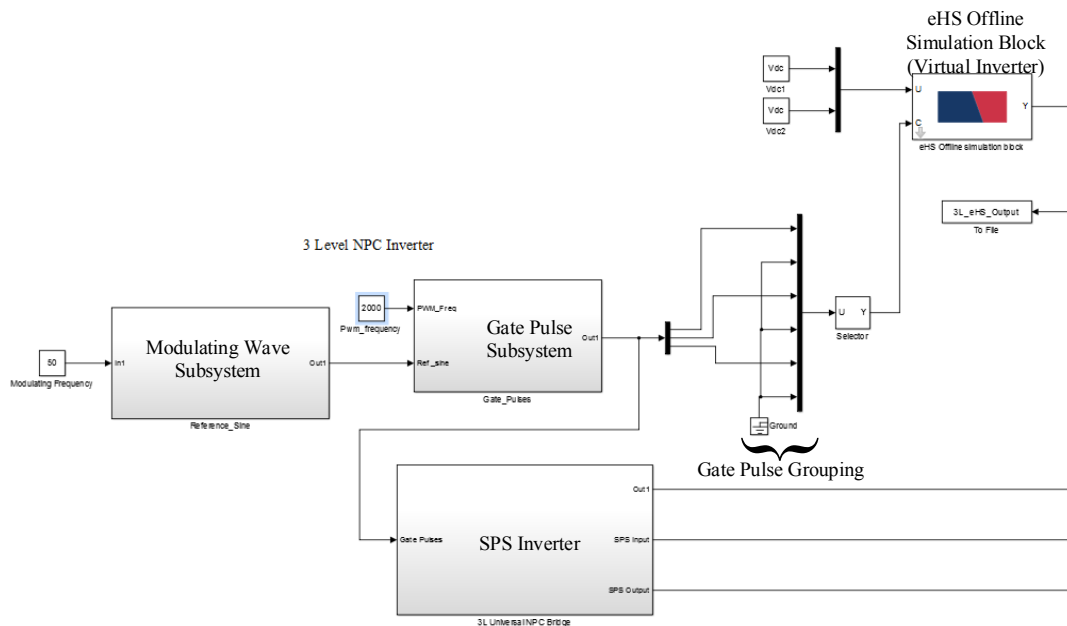 eHS Offline
Simulation Block
(Virtual Inverter)
Vdc
Vdc1
Vdc
Vdc2
U
C
Y
eHS Offline simulation block
3L_eHS_Output
To File
3 Level NPC Inverter
2000
Pwm_frequency
PWM_Freq
Ref_sine
Gate Pulse
Subsystem
Out1
Gate_Pulses
50
Modulating Frequency
In1
Modulating Wave
Subsystem
Out1
Reference_Sine
U
Y
Selector
Ground
Gate Pulse Grouping
Gate Pulses
SPS Inverter
Out1
SPS Input
SPS Output
3L Universal NPC Bridge